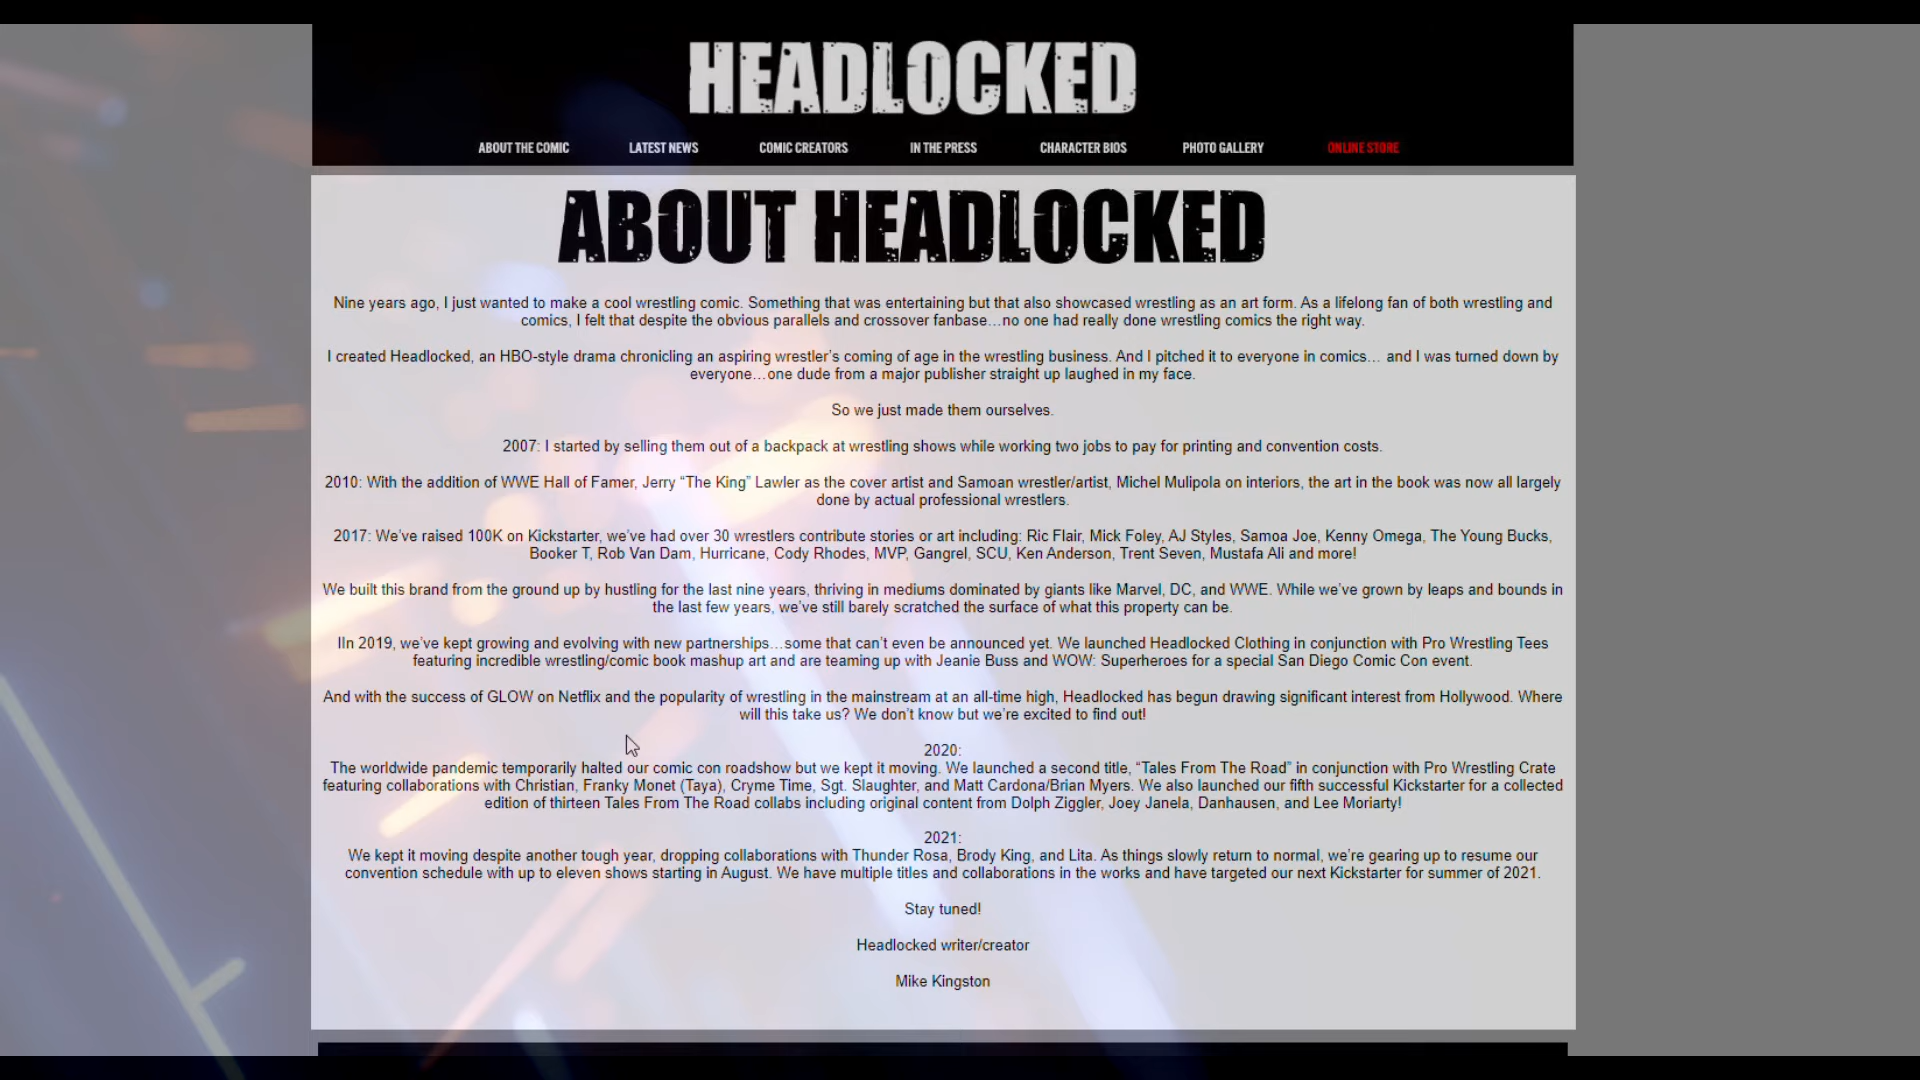 HEADLOCKED
ABOUT THE COMIC LATEST NEWS COMIC CREATORS IN THE PRESS CHARACTER BIOS PHOTO GALLERY ONLINE STORE
ABOUT HEADLOCKED
Nine years ago, I just wanted to make a cool wrestling comic. Something that was entertaining but that also showcased wrestling as an art form. As a lifelong fan of both wrestling and
comics, I felt that despite the obvious parallels and crossover fanbase…no one had really done wrestling comics the right way.
I created Headlocked, an HBO-style drama chronicling an aspiring wrestler's coming of age in the wrestling business. And I pitched it to everyone in comics… and I was turned down by
everyone…one dude from a major publisher straight up laughed in my face.
So we just made them ourselves.
2007: I started by selling them out of a backpack at wrestling shows while working two jobs to pay for printing and convention costs.
2010: With the addition of WWE Hall of Famer, Jerry “The King” Lawler as the cover artist and Samoan wrestler/artist, Michel Mulipola on interiors, the art in the book was now all largely
done by actual professional wrestlers.
2017: We've raised 100K on Kickstarter, we've had over 30 wrestlers contribute stories or art including: Ric Flair, Mick Foley, AJ Styles, Samoa Joe, Kenny Omega, The Young Bucks,
Booker T, Rob Van Dam, Hurricane, Cody Rhodes, MVP, Gangrel, SCU, Ken Anderson, Trent Seven, Mustafa Ali and more!
We built this brand from the ground up by hustling for the last nine years, thriving in mediums dominated by giants like Marvel, DC, and WWE. While we've grown by leaps and bounds in
the last few years, we've still barely scratched the surface of what this property can be.
IIn 2019, we've kept growing and evolving with new partnerships…some that can't even be announced yet. We launched Headlocked Clothing in conjunction with Pro Wrestling Tees
featuring incredible wrestling/comic book mashup art and are teaming up with Jeanie Buss and WOW: Superheroes for a special San Diego Comic Con event.
And with the success of GLOW on Netflix and the popularity of wrestling in the mainstream at an all-time high, Headlocked has begun drawing significant interest from Hollywood. Where
will this take us? We don't know but we're excited to find out!
2020:
The worldwide pandemic temporarily halted our comic con roadshow but we kept it moving. We launched a second title, “Tales From The Road” in conjunction with Pro Wrestling Crate
featuring collaborations with Christian, Franky Monet (Taya), Cryme Time, Sgt. Slaughter, and Matt Cardona/Brian Myers. We also launched our fifth successful Kickstarter for a collected
edition of thirteen Tales From The Road collabs including original content from Dolph Ziggler, Joey Janela, Danhausen, and Lee Moriarty!
2021:
We kept it moving despite another tough year, dropping collaborations with Thunder Rosa, Brody King, and Lita. As things slowly return to normal, we're gearing up to resume our
convention schedule with up to eleven shows starting in August. We have multiple titles and collaborations in the works and have targeted our next Kickstarter for summer of 2021.
Stay tuned!
Headlocked writer/creator
Mike Kingston